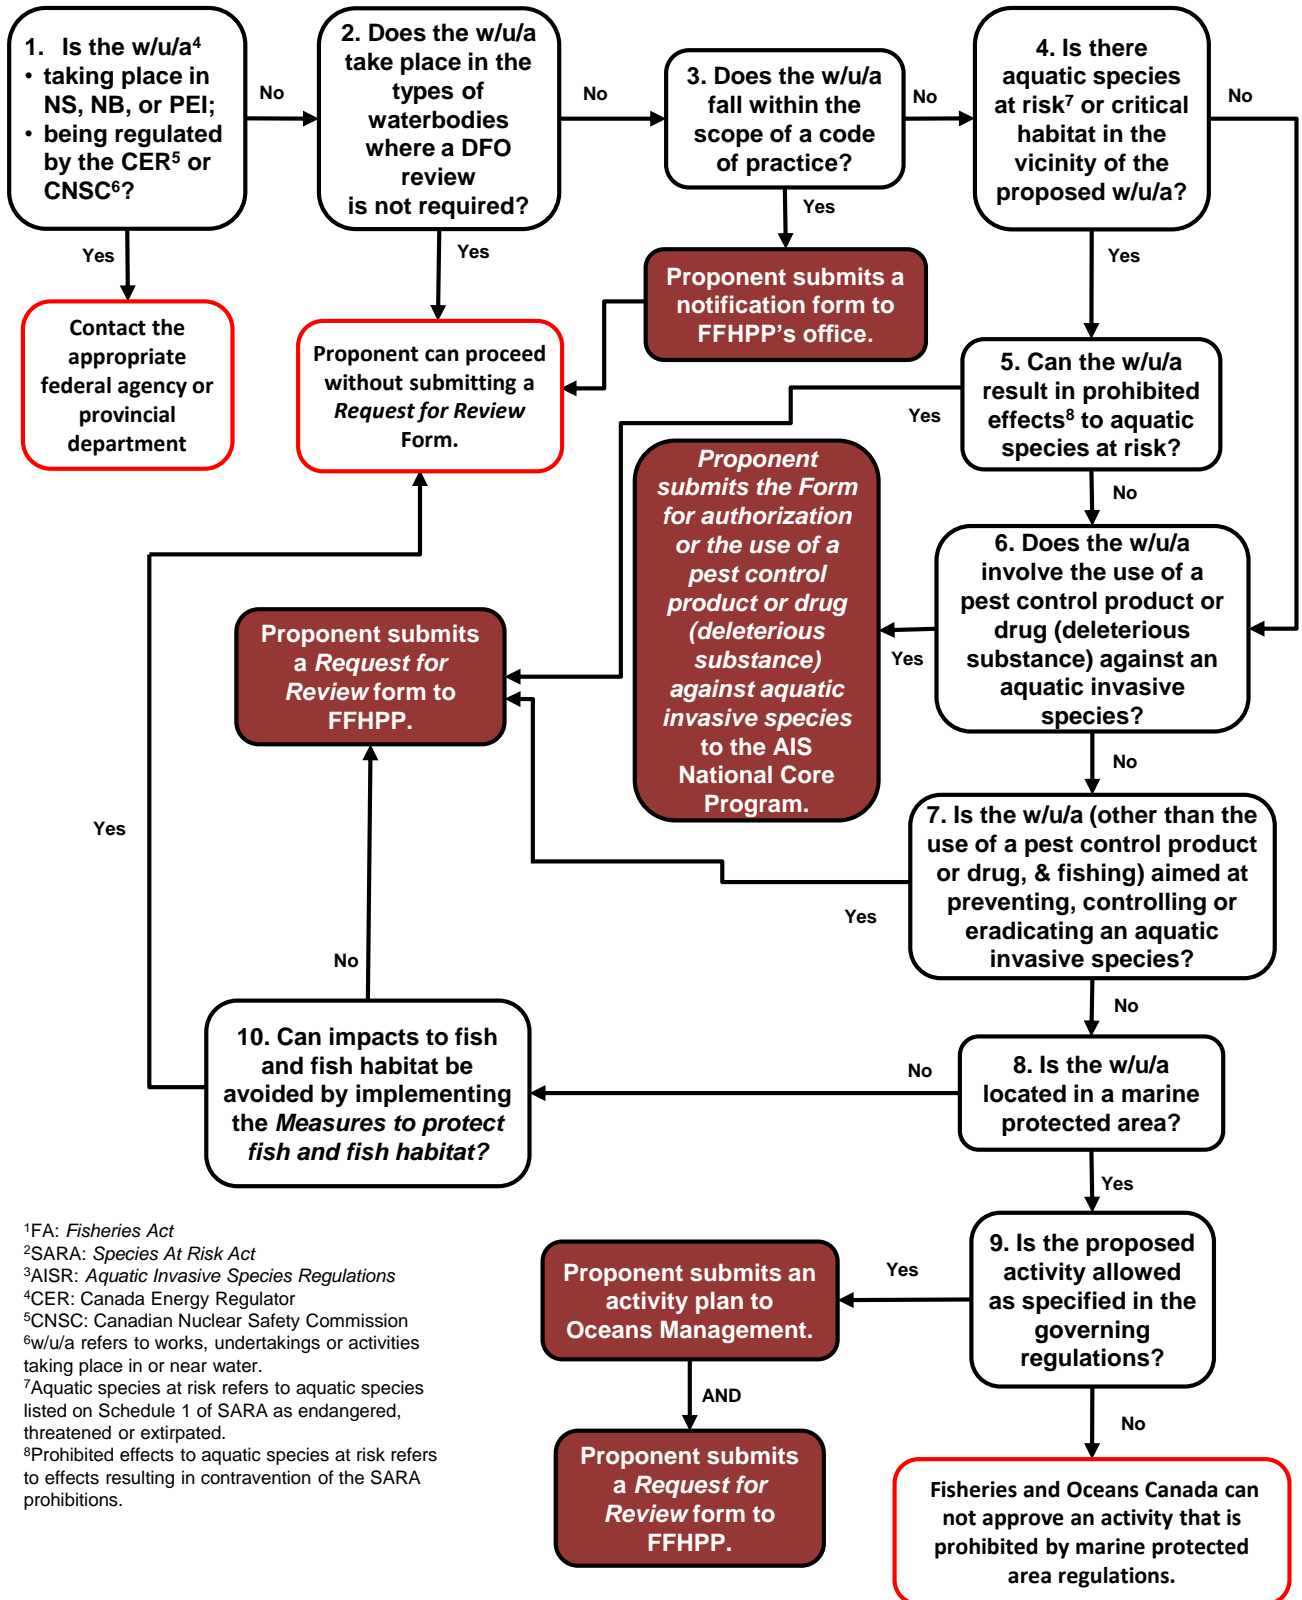 1. Is the w/u/a⁴
• taking place in
NS, NB, or PEI;
• being regulated
by the CER⁵ or
CNSC⁶?
No
Yes
Contact the
appropriate
federal agency or
provincial
department
2. Does the w/u/a
take place in the
types of
waterbodies
where a DFO
review
is not required?
No
Yes
Proponent can proceed
without submitting a
Request for Review
Form.
3. Does the w/u/a
fall within the
scope of a code
of practice?
No
Yes
Proponent submits a
notification form to
FFHPP's office.
4. Is there
aquatic species
at risk⁷ or critical
habitat in the
vicinity of the
proposed w/u/a?
No
Yes
5. Can the w/u/a
result in prohibited
effects⁸ to aquatic
species at risk?
Yes
No
Proponent
submits the Form
for authorization
or the use of a
pest control
product or drug
(deleterious
substance)
against aquatic
invasive species
to the AIS
National Core
Program.
6. Does the w/u/a
involve the use of a
pest control product or
drug (deleterious
substance) against an
aquatic invasive
species?
Yes
No
Proponent submits
a Request for
Review form to
FFHPP.
7. Is the w/u/a (other than the
use of a pest control product
or drug, & fishing) aimed at
preventing, controlling or
eradicating an aquatic
invasive species?
Yes
No
8. Is the w/u/a
located in a marine
protected area?
No
Yes
10. Can impacts to fish
and fish habitat be
avoided by implementing
the Measures to protect
fish and fish habitat?
Yes
No
9. Is the proposed
activity allowed
as specified in the
governing
regulations?
Yes
No
Proponent submits an
activity plan to
Oceans Management.
AND
Proponent submits
a Request for
Review form to
FFHPP.
Fisheries and Oceans Canada can
not approve an activity that is
prohibited by marine protected
area regulations.
¹FA: Fisheries Act
²SARA: Species At Risk Act
³AISR: Aquatic Invasive Species Regulations
⁴CER: Canada Energy Regulator
⁵CNSC: Canadian Nuclear Safety Commission
⁶w/u/a refers to works, undertakings or activities
taking place in or near water.
⁷Aquatic species at risk refers to aquatic species
listed on Schedule 1 of SARA as endangered,
threatened or extirpated.
⁸Prohibited effects to aquatic species at risk refers
to effects resulting in contravention of the SARA
prohibitions.